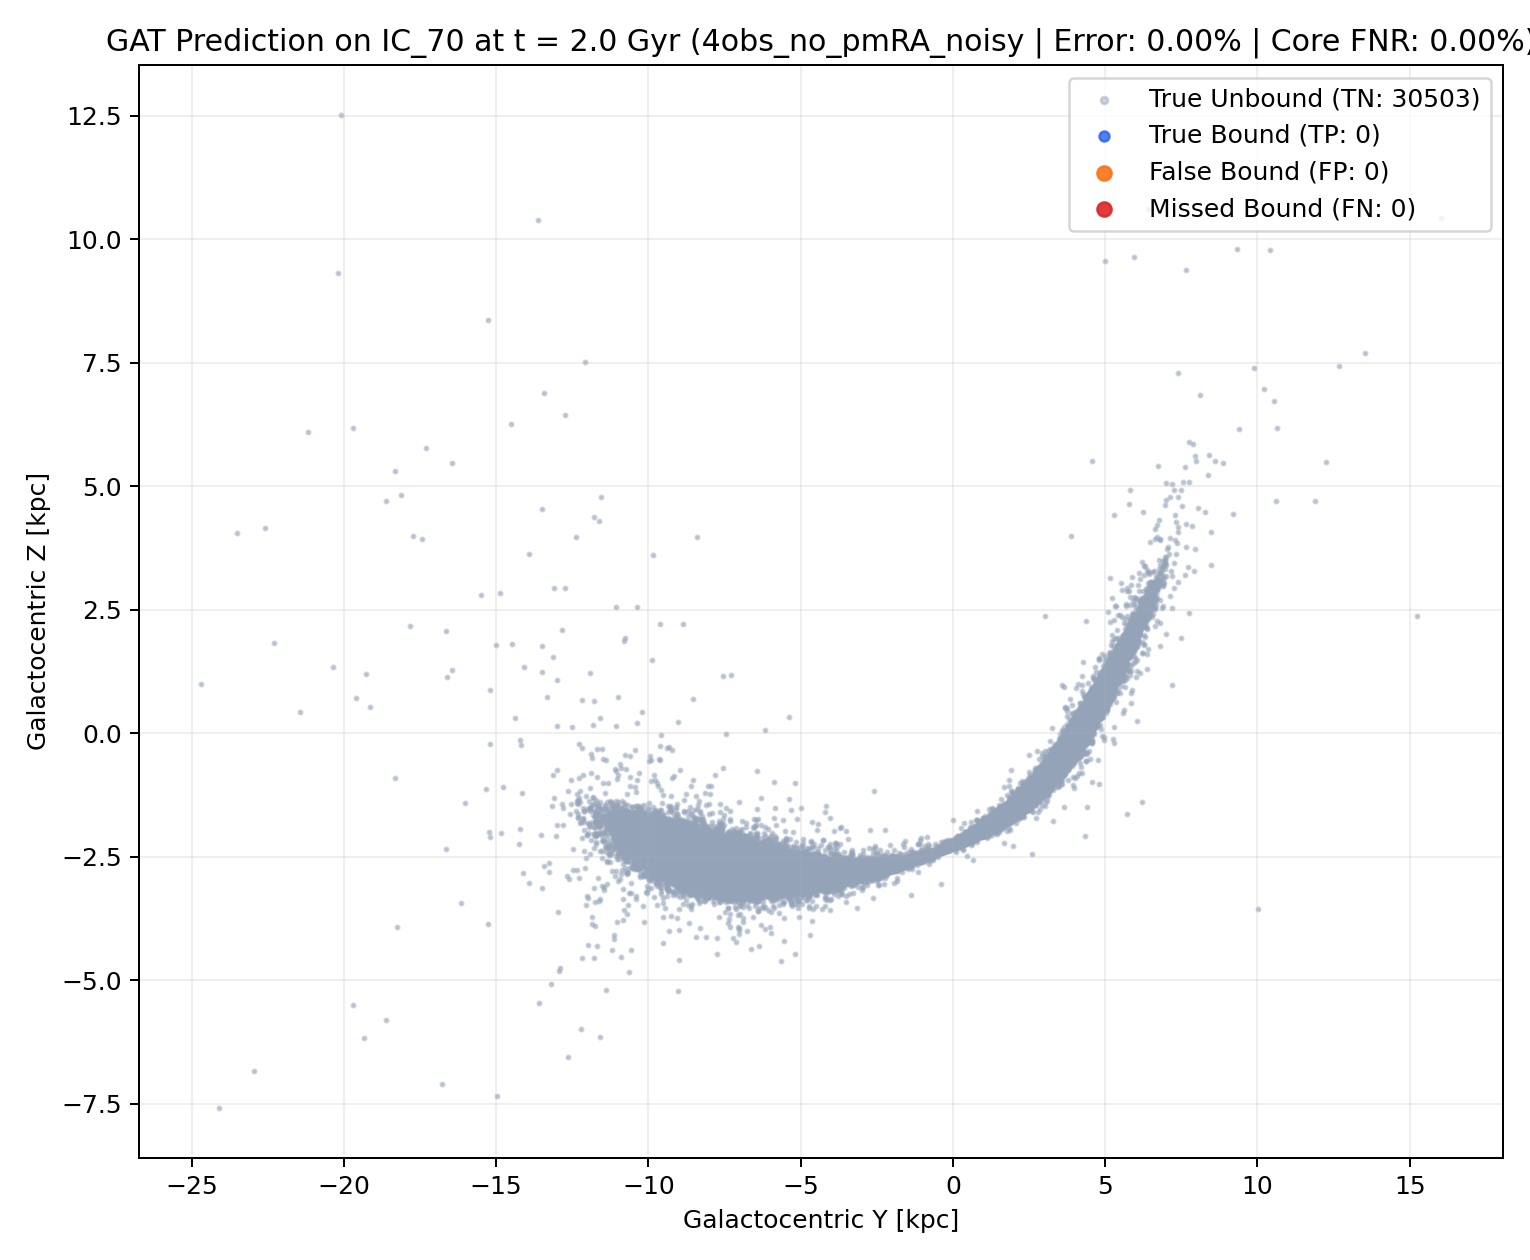 GAT Prediction on IC_70 at t = 2.0 Gyr (4obs_no_pmRA_noisy | Error: 0.00% | Core FNR: 0.00%)
True Unbound (TN: 30503)
True Bound (TP: 0)
False Bound (FP: 0)
Missed Bound (FN: 0)
12.5
10.0
7.5
5.0
2.5
0.0
−2.5
−5.0
−7.5
Galactocentric Z [kpc]
−25
−20
−15
−10
−5
0
5
10
15
Galactocentric Y [kpc]